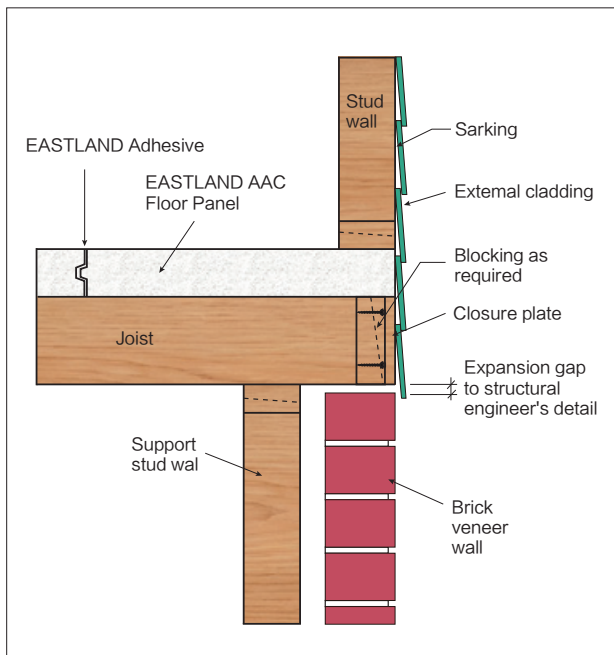 Stud
wall
Sarking
EASTLAND Adhesive
EASTLAND AAC
Floor Panel
External cladding
Blocking as
required
Closure plate
Joist
Expansion gap
to structural
engineer's detail
Support
stud wal
Brick
veneer
wall